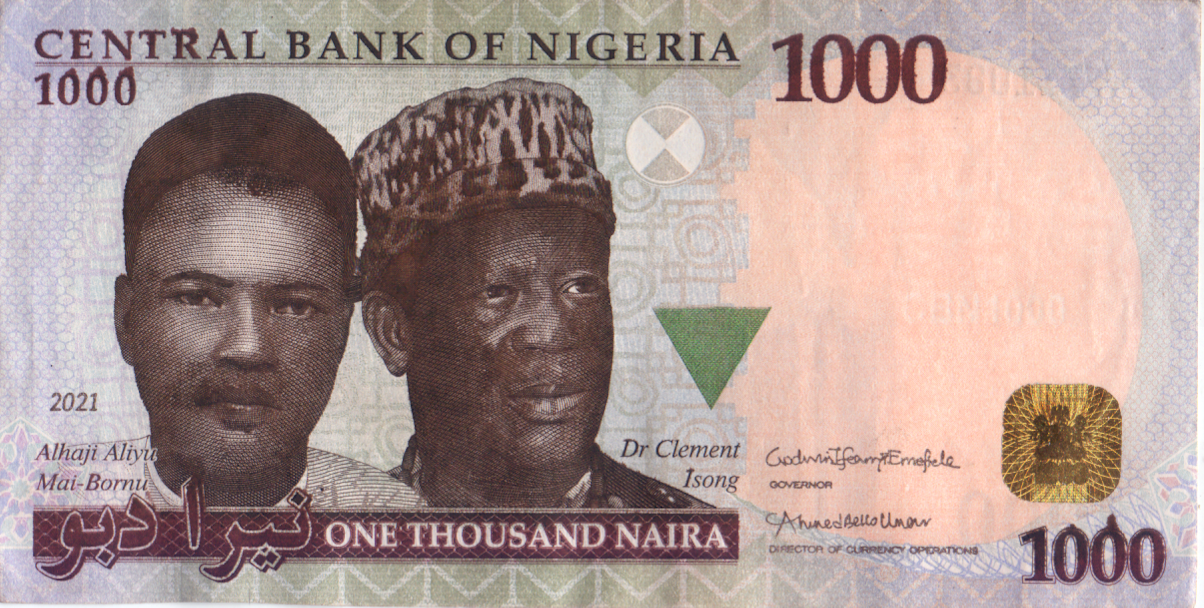 CENTRAL BANK OF NIGERIA
1000
1000
2021
Alhaji Aliyu
Mai-Bornu
Dr Clement
Isong
GOVERNOR
DIRECTOR OF CURRENCY OPERATIONS
نيرا دبو
ONE THOUSAND NAIRA
1000